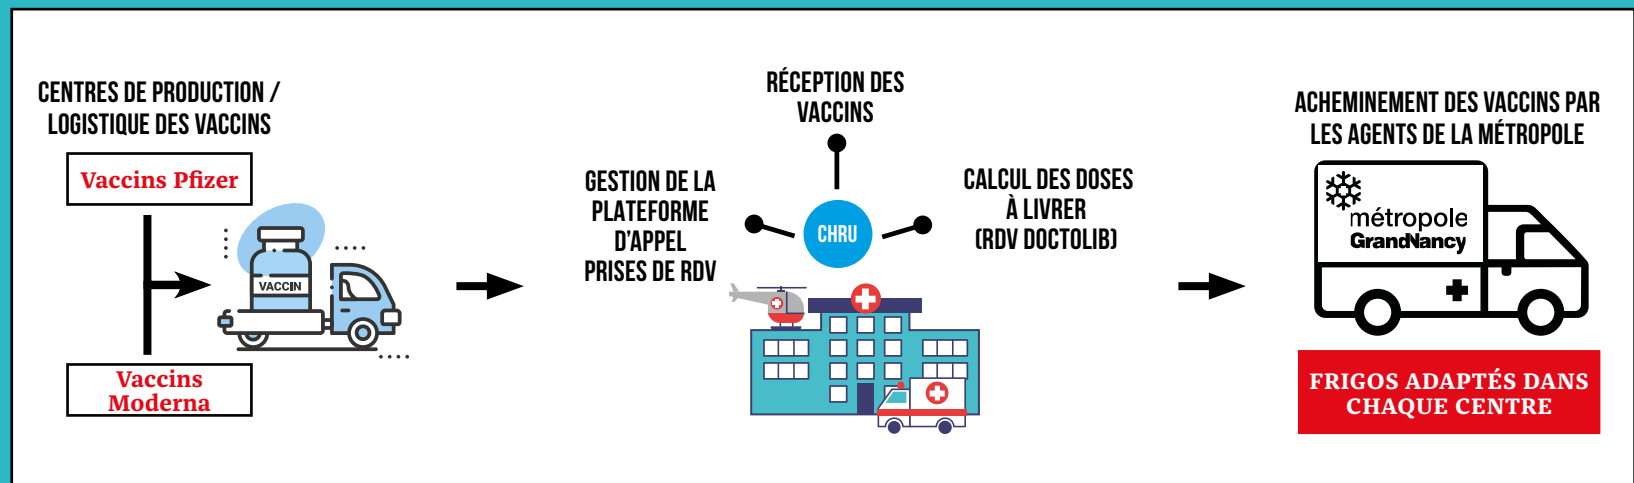 CENTRES DE PRODUCTION /
LOGISTIQUE DES VACCINS
Vaccins Pfizer
VACCIN
Vaccins
Moderna
RÉCEPTION DES
VACCINS
GESTION DE LA
PLATEFORME
D'APPEL
PRISES DE RDV
CHRU
CALCUL DES DOSES
À LIVRER
(RDV DOCTOLIB)
ACHEMINEMENT DES VACCINS PAR
LES AGENTS DE LA MÉTROPOLE
métropole
GrandNancy
FRIGOS ADAPTÉS DANS
CHAQUE CENTRE